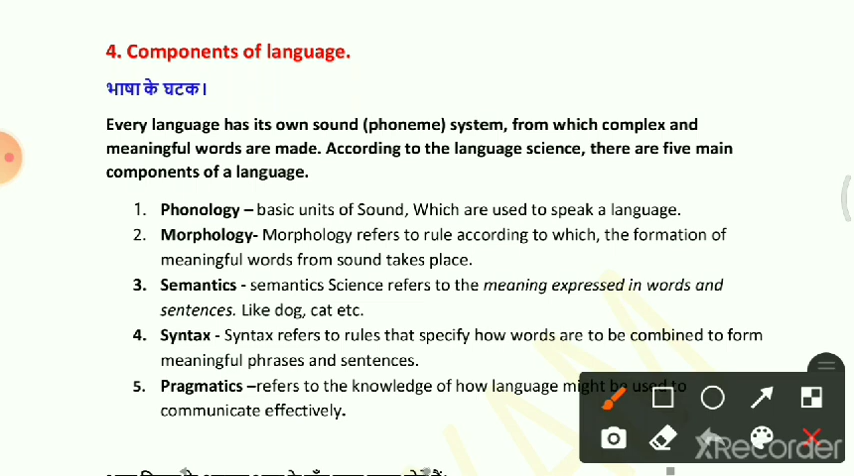 4. Components of language.
भाषा के घटक।
Every language has its own sound (phoneme) system, from which complex and
meaningful words are made. According to the language science, there are five main
components of a language.
1. Phonology – basic units of Sound, Which are used to speak a language.
2. Morphology- Morphology refers to rule according to which, the formation of
meaningful words from sound takes place.
3. Semantics - semantics Science refers to the meaning expressed in words and
sentences. Like dog, cat etc.
4. Syntax - Syntax refers to rules that specify how words are to be combined to form
meaningful phrases and sentences.
5. Pragmatics –refers to the knowledge of how language might be used to
communicate effectively.
XRecorder